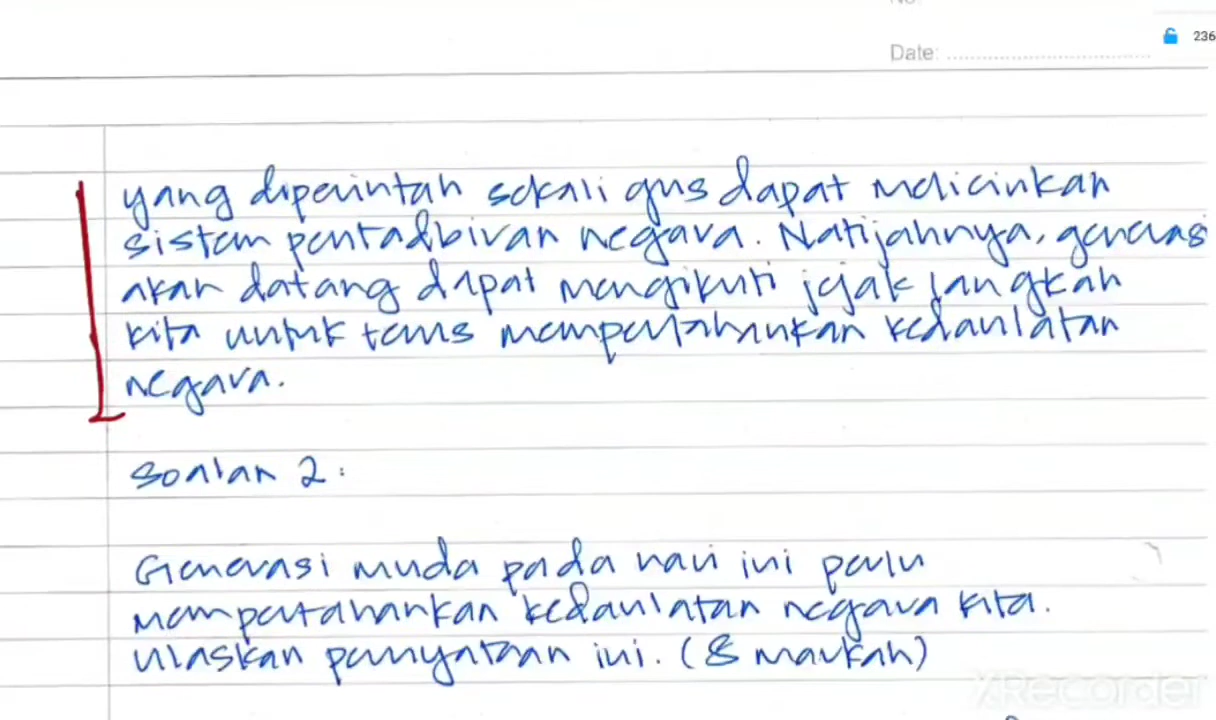 Date:
236
yang diperintah sekali gus dapat melicinkan
sistem pentadbiran negara. Natijahnya, generasi
akan datang dapat mengikuti jejak langkah
kita untuk terus mempertahankan kedaulatan
negara.
Soalan 2:
Generasi muda pada hari ini perlu
mempertahankan kedaulatan negara kita.
Ulaskan pernyataan ini. (8 markah)
XRecorder